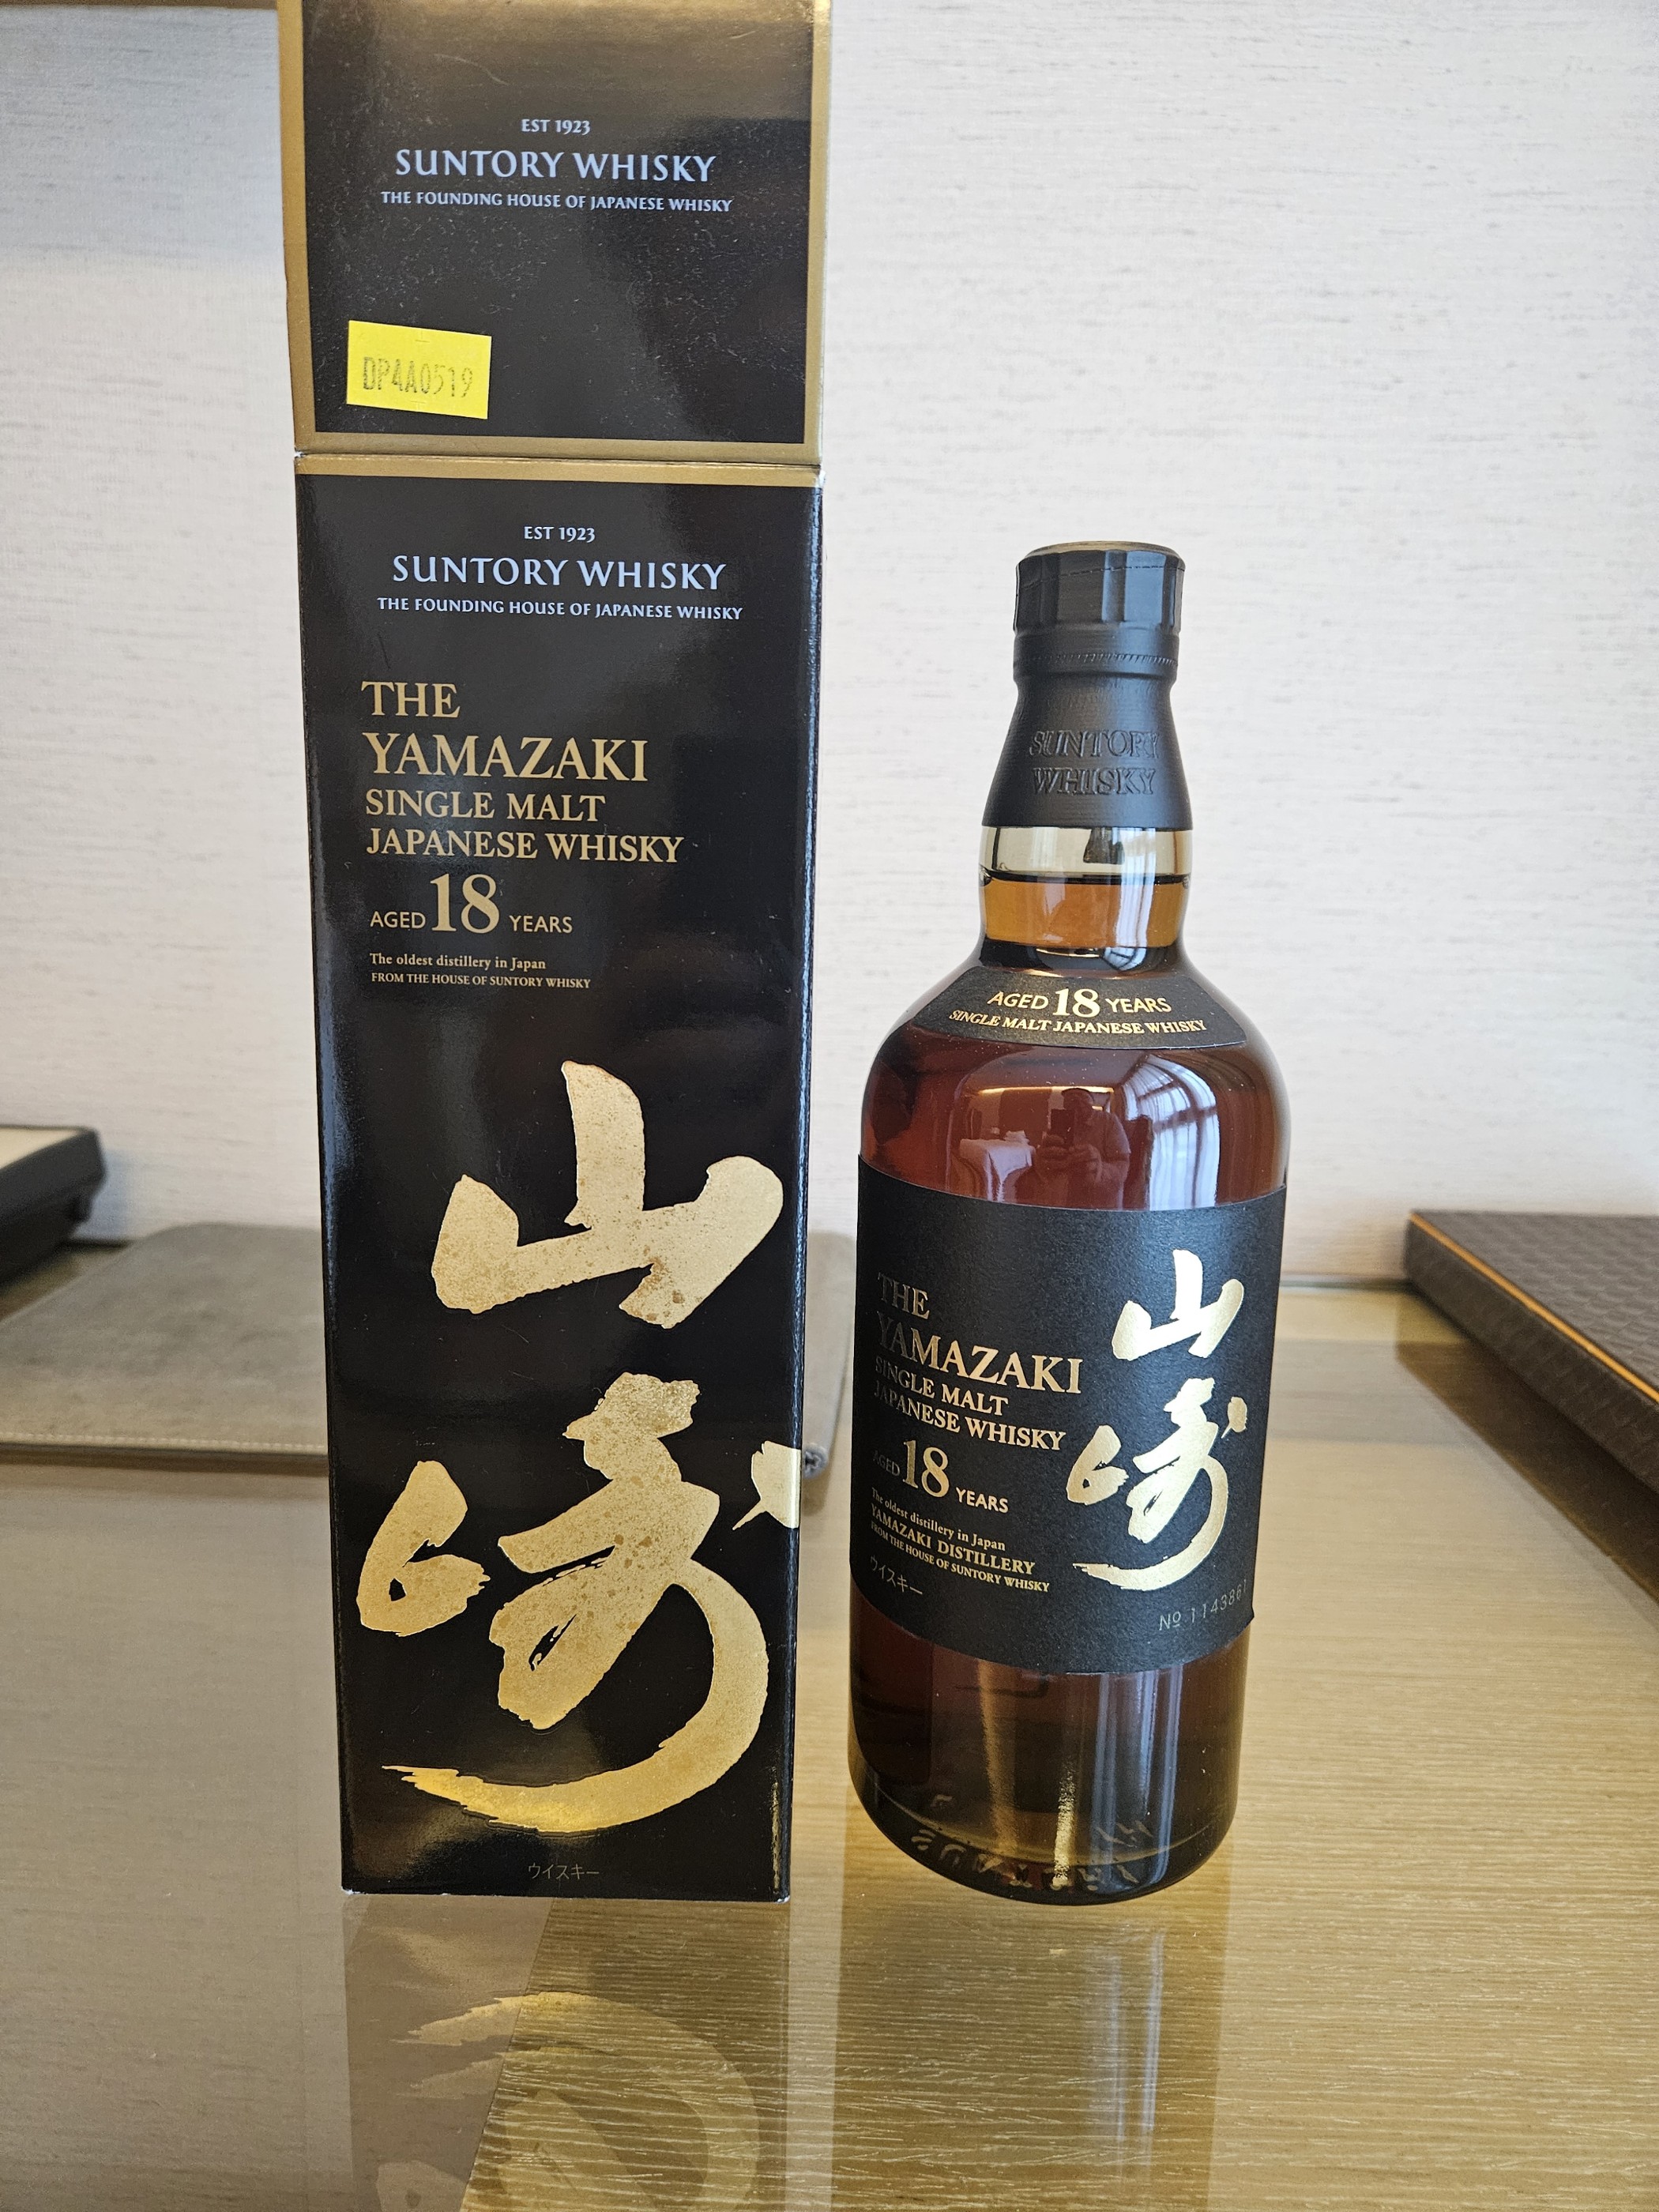 EST 1923
SUNTORY WHISKY
THE FOUNDING HOUSE OF JAPANESE WHISKY
DP4A0519
EST 1923
SUNTORY WHISKY
THE FOUNDING HOUSE OF JAPANESE WHISKY
THE
YAMAZAKI
SINGLE MALT
JAPANESE WHISKY
AGED 18 YEARS
The oldest distillery in Japan
FROM THE HOUSE OF SUNTORY WHISKY
山
崎
ウイスキー
SUNTORY
WHISKY
AGED 18 YEARS
SINGLE MALT JAPANESE WHISKY
THE
YAMAZAKI
SINGLE MALT
JAPANESE WHISKY
AGED 18 YEARS
The oldest distillery in Japan
YAMAZAKI DISTILLERY
FROM THE HOUSE OF SUNTORY WHISKY
ウイスキー
山
崎